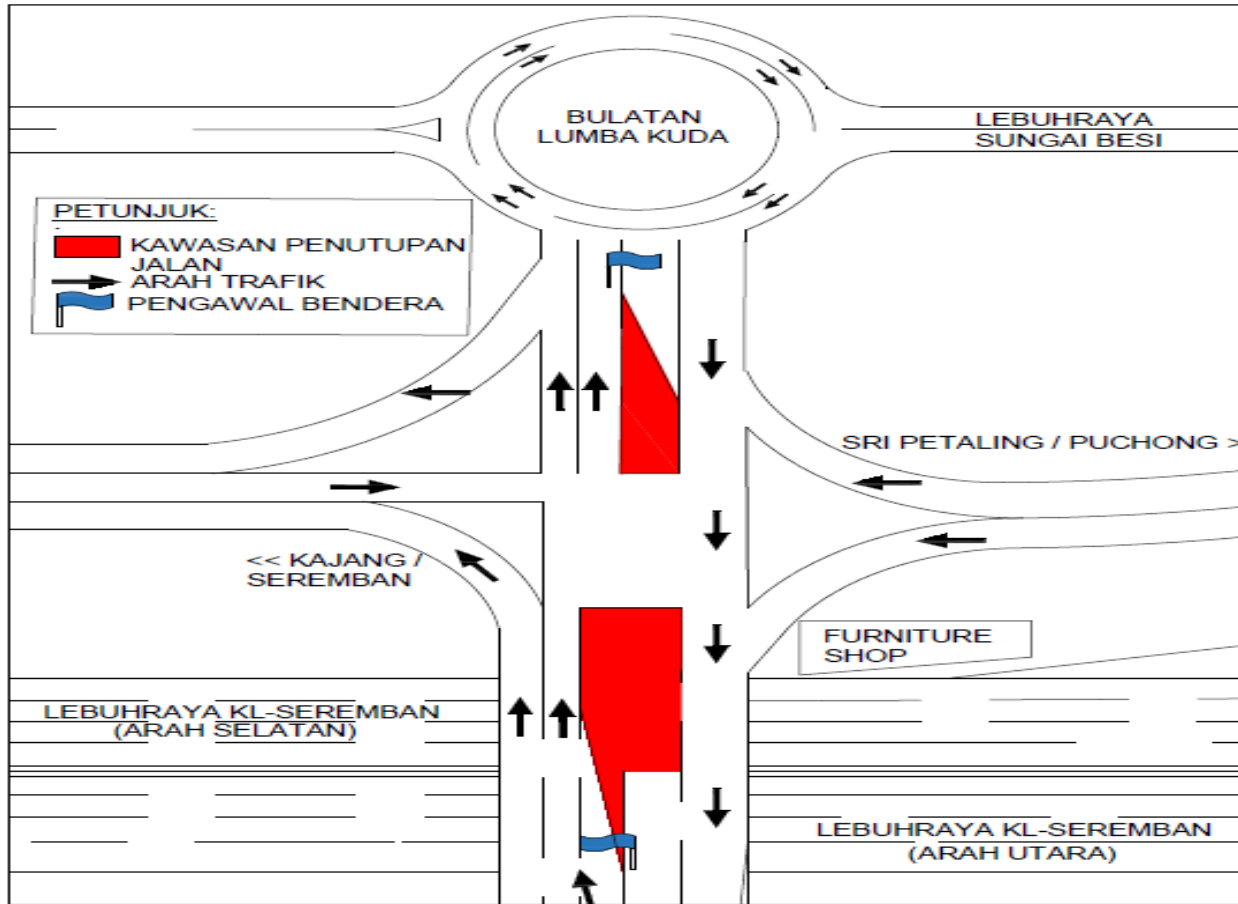 BULATAN
LUMBA KUDA
LEBUHRAYA
SUNGAI BESI
PETUNJUK:
KAWASAN PENUTUPAN
JALAN
ARAH TRAFIK
PENGAWAL BENDERA
SRI PETALING / PUCHONG >
<< KAJANG /
SEREMBAN
FURNITURE
SHOP
LEBUHRAYA KL-SEREMBAN
(ARAH SELATAN)
LEBUHRAYA KL-SEREMBAN
(ARAH UTARA)